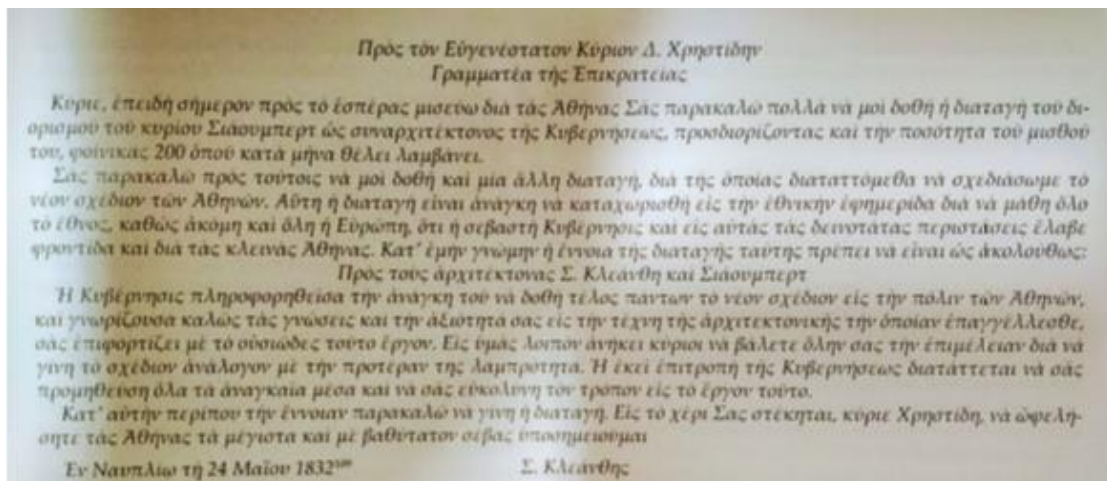 Πρὸς τὸν Εὐγενέστατον Κύριον Δ. Χρηστίδην
Γραμματέα τῆς Ἐπικρατείας
Κύριε, ἐπειδὴ σήμερον πρὸς τὸ ἑσπέρας μισεύω διὰ τὰς Ἀθήνας Σᾶς παρακαλῶ πολλὰ νὰ μοὶ δοθῆ ἡ διαταγὴ τοῦ δι-
ορισμοῦ τοῦ κυρίου Σιάουμπερτ ὡς συναρχιτέκτονος τῆς Κυβερνήσεως, προσδιορίζοντας καὶ τὴν ποσότητα τοῦ μισθοῦ
του, φοίνικας 200 ὁποῦ κατὰ μῆνα θέλει λαμβάνει.
Σᾶς παρακαλῶ πρὸς τούτοις νὰ μοὶ δοθῆ καὶ μία ἄλλη διαταγή, διὰ τῆς ὁποίας διαταττόμεθα νὰ σχεδιάσωμε τὸ
νέον σχέδιον τῶν Ἀθηνῶν. Αὕτη ἡ διαταγὴ εἶναι ἀνάγκη νὰ καταχωρισθῆ εἰς τὴν ἐθνικὴν ἐφημερίδα διὰ νὰ μάθη ὅλο
τὸ ἔθνος, καθὼς ἀκόμη καὶ ὅλη ἡ Εὐρώπη, ὅτι ἡ σεβαστὴ Κυβέρνησις καὶ εἰς αὐτὰς τὰς δεινοτάτας περιστάσεις ἔλαβε
φροντίδα καὶ διὰ τὰς κλεινὰς Ἀθήνας. Κατ' ἐμὴν γνώμην ἡ ἔννοια τῆς διαταγῆς ταύτης πρέπει νὰ εἶναι ὡς ἀκολούθως:
Πρὸς τοὺς ἀρχιτέκτονας Σ. Κλεάνθη καὶ Σιάουμπερτ
Ἡ Κυβέρνησις πληροφορηθεῖσα τὴν ἀνάγκη τοῦ νὰ δοθῆ τέλος πάντων τὸ νέον σχέδιον εἰς τὴν πόλιν τῶν Ἀθηνῶν,
καὶ γνωρίζουσα καλῶς τὰς γνώσεις καὶ τὴν ἀξιότητά σας εἰς τὴν τέχνη τῆς ἀρχιτεκτονικῆς τὴν ὁποίαν ἐπαγγέλλεσθε,
σᾶς ἐπιφορτίζει μὲ τὸ οὐσιῶδες τοῦτο ἔργον. Εἰς ὑμᾶς λοιπὸν ἀνήκει κύριοι νὰ βάλετε ὅλην σας τὴν ἐπιμέλειαν διὰ νὰ
γίνη τὸ σχέδιον ἀνάλογον μὲ τὴν προτέραν της λαμπρότητα. Ἡ ἐκεῖ ἐπιτροπὴ τῆς Κυβερνήσεως διατάττεται νὰ σᾶς
προμηθεύση ὅλα τὰ ἀναγκαῖα μέσα καὶ νὰ σᾶς εὐκολύνη τὸν τρόπον εἰς τὸ ἔργον τοῦτο.
Κατ' αὐτὴν περίπου τὴν ἔννοιαν παρακαλῶ νὰ γίνη ἡ διαταγή. Εἰς τὸ χέρι Σας στέκηται, κύριε Χρηστίδη, νὰ ὠφελή-
σητε τὰς Ἀθήνας τὰ μέγιστα καὶ μὲ βαθύτατον σέβας ὑποσημειοῦμαι
Ἐν Ναυπλίω τῆ 24 Μαΐου 1832 Σ. Κλεάνθης